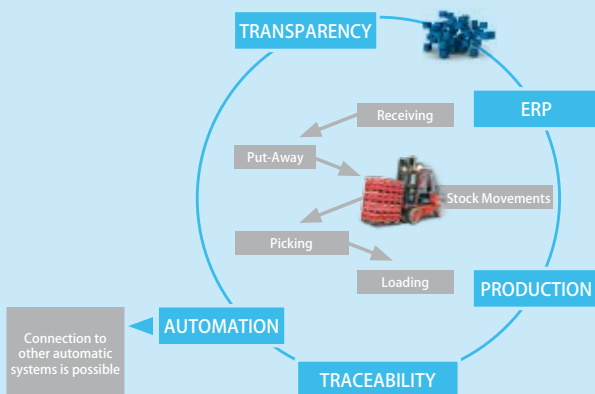 TRANSPARENCY
ERP
Receiving
Put-Away
Stock Movements
Picking
Loading
PRODUCTION
AUTOMATION
Connection to
other automatic
systems is possible
TRACEABILITY